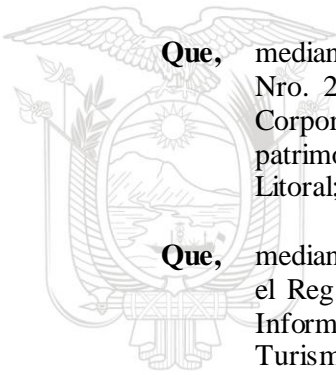 Que, median
Nro. 2
Corpor
patrimo
Litoral;
Que, median
el Reg
Inform
Turism